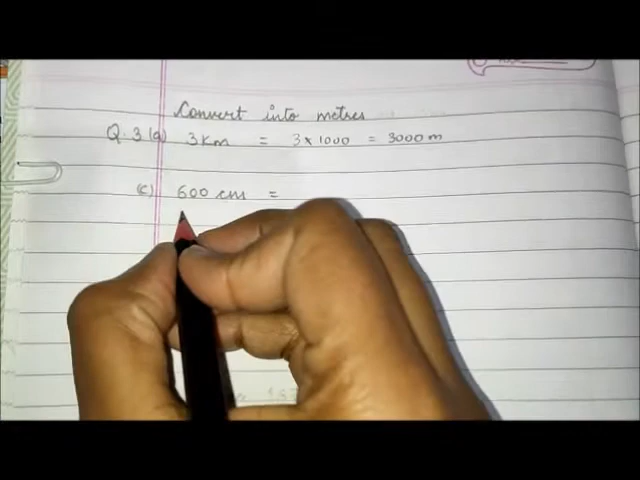 Convert into metres
Q.3 (a) 3 Km = 3 x 1000 = 3000 m
(c) 600 cm =